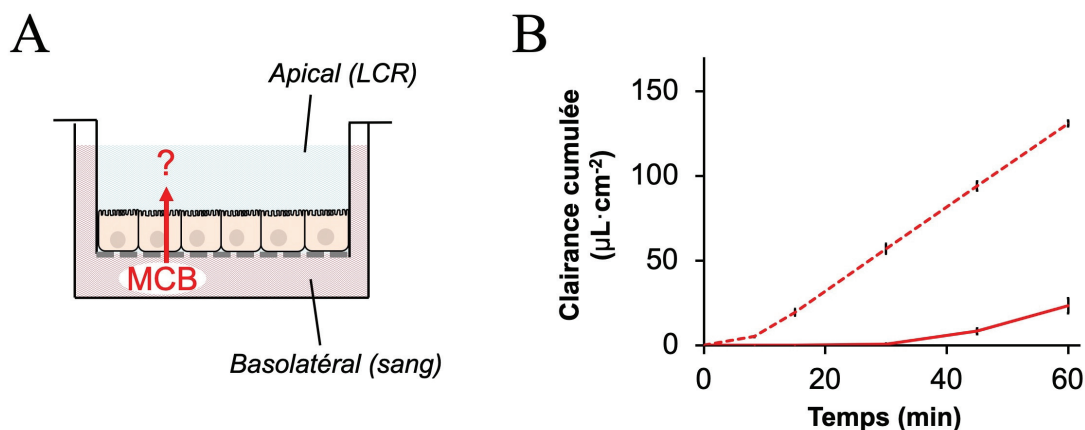 A
Apical (LCR)
?
MCB
Basolatéral (sang)
B
Clairance cumulée
(µL·cm⁻²)
150
100
50
0
0
20
40
60
Temps (min)